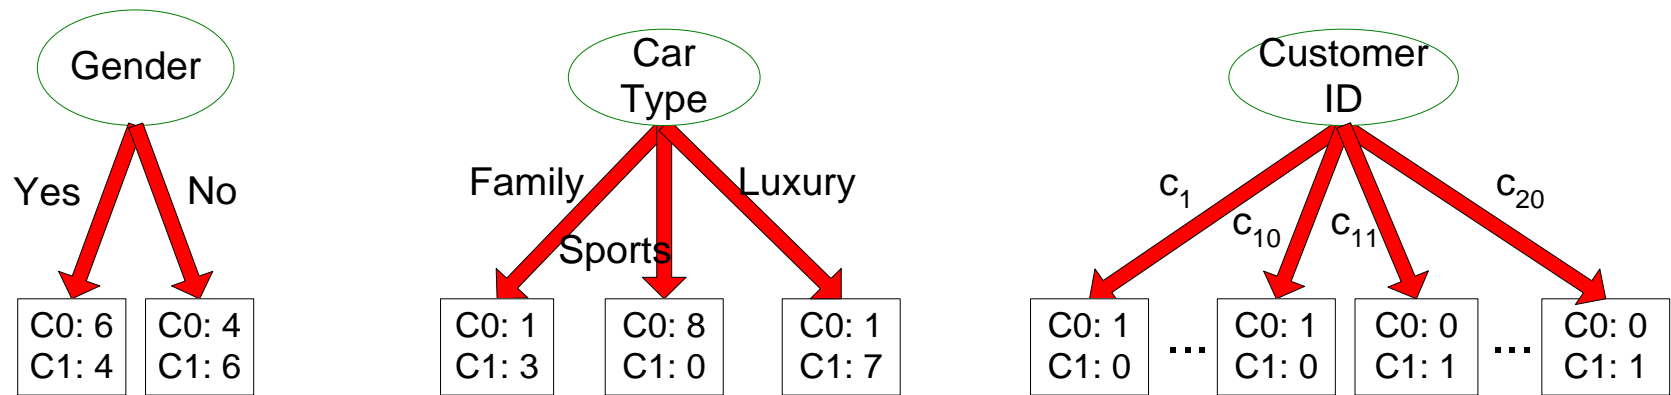 Gender
Yes
No
C0: 6
C1: 4
C0: 4
C1: 6
Car
Type
Family
Sports
Luxury
C0: 1
C1: 3
C0: 8
C1: 0
C0: 1
C1: 7
Customer
ID
c1
c10
c11
c20
C0: 1
C1: 0
...
C0: 1
C1: 0
C0: 0
C1: 1
...
C0: 0
C1: 1